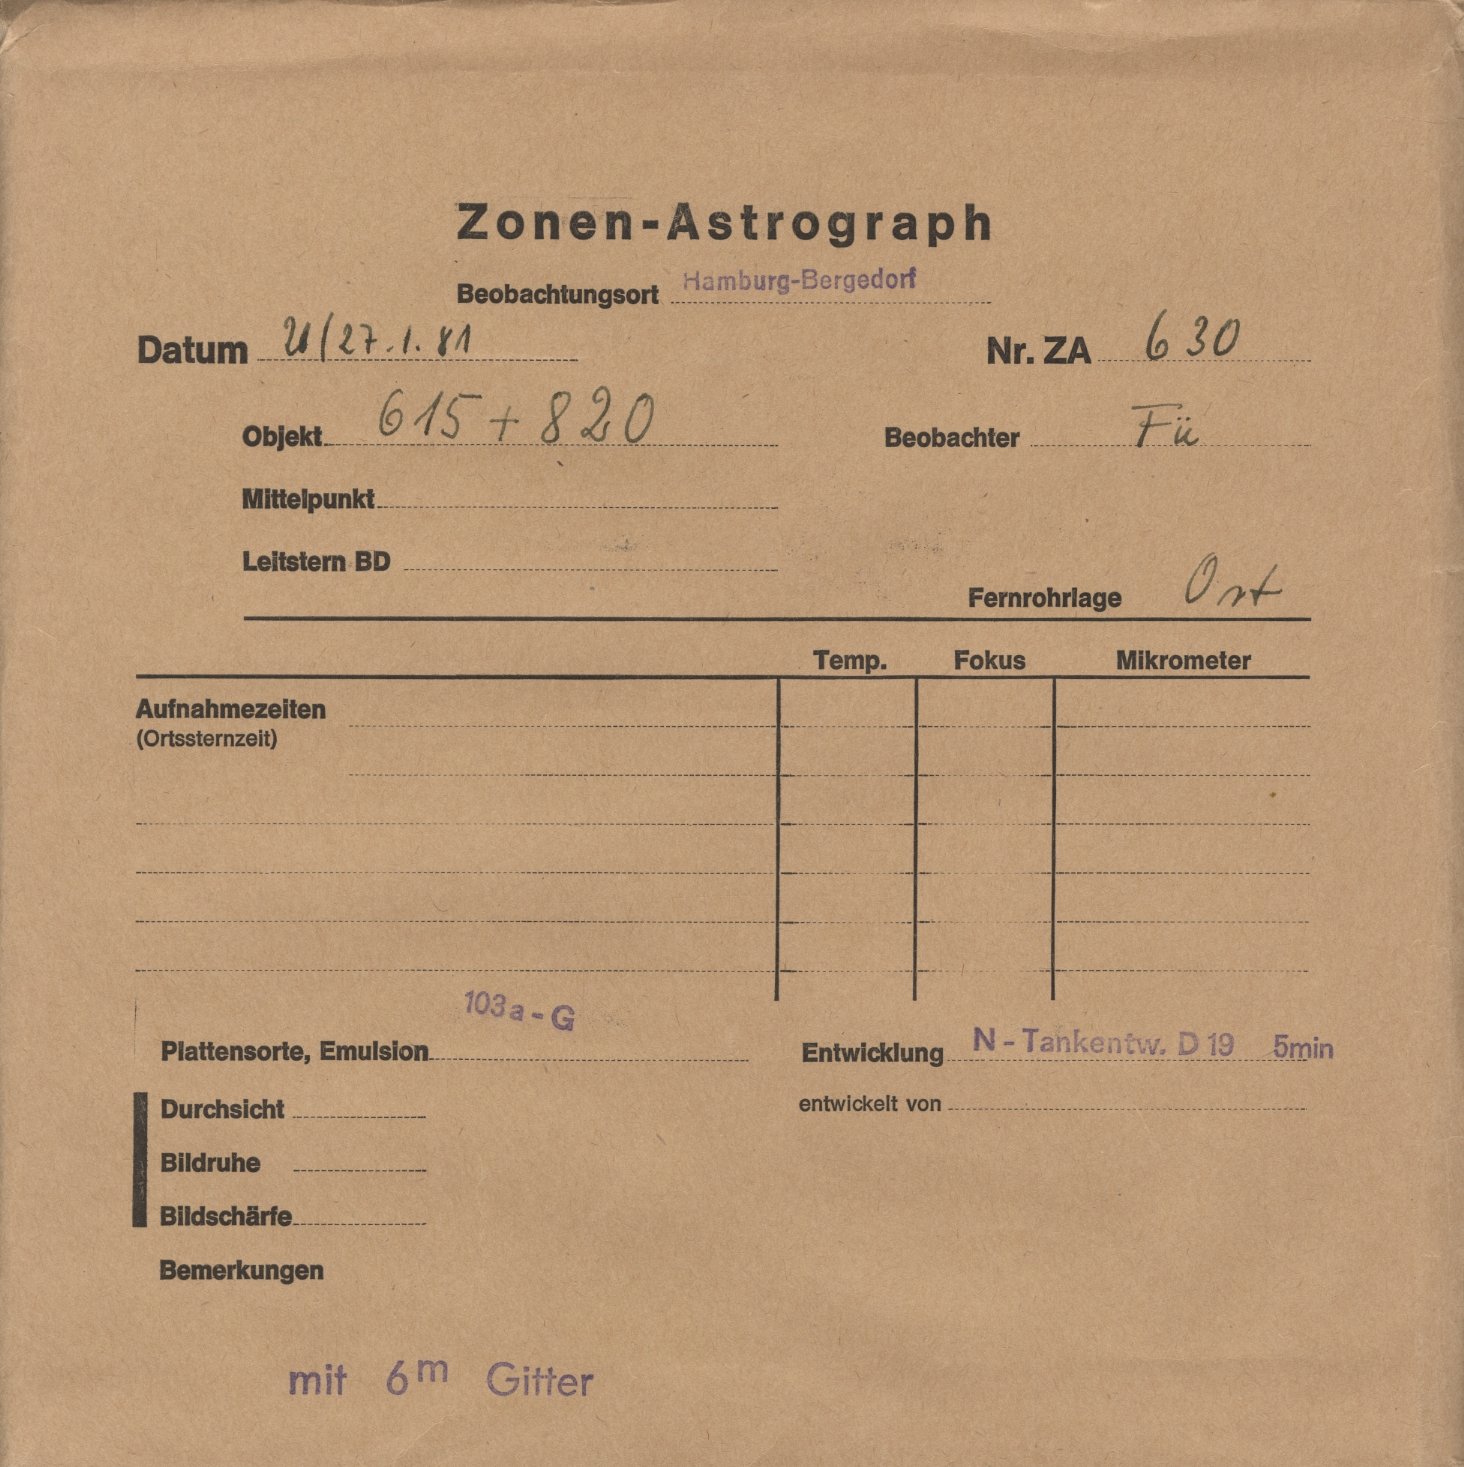 Zonen-Astrograph
Beobachtungsort Hamburg-Bergedorf
Datum /27.1.81 Nr. ZA 630
Objekt 615 + 820 Beobachter Fü
Mittelpunkt
Leitstern BD
Fernrohrlage Ost
Temp. Fokus Mikrometer
Aufnahmezeiten
(Ortssternzeit)
103a-G
Plattensorte, Emulsion Entwicklung N-Tankentw. D 19 5min
Durchsicht entwickelt von
Bildruhe
Bildschärfe
Bemerkungen
mit 6m Gitter